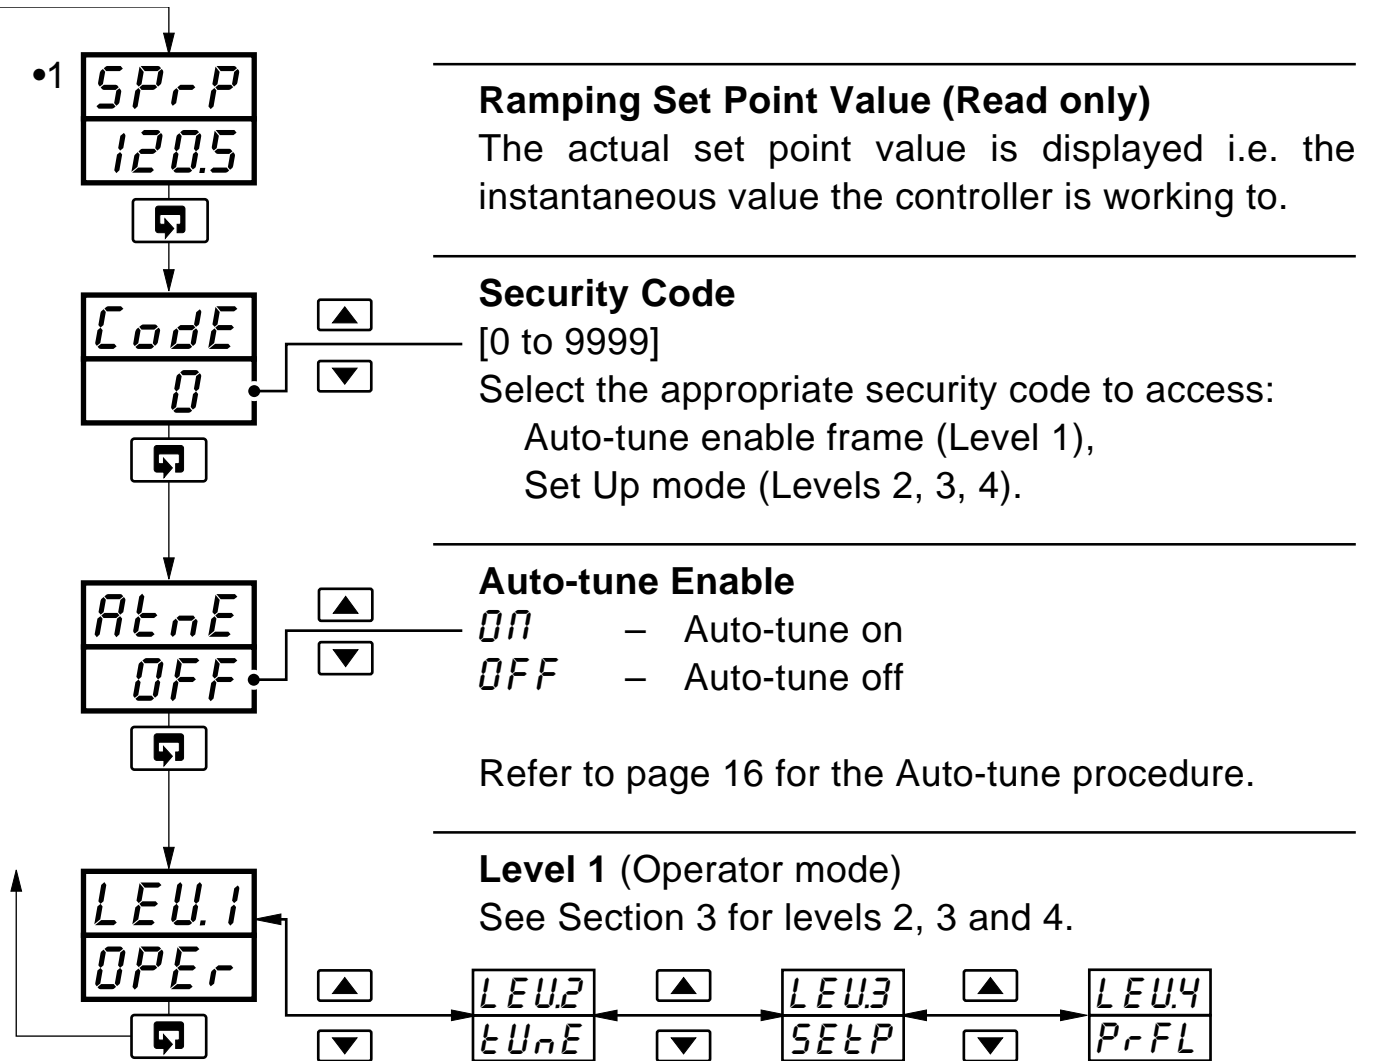 •1
SPrP
120.5
Ramping Set Point Value (Read only)
The actual set point value is displayed i.e. the
instantaneous value the controller is working to.
CodE
0
Security Code
[0 to 9999]
Select the appropriate security code to access:
Auto-tune enable frame (Level 1),
Set Up mode (Levels 2, 3, 4).
AtnE
OFF
Auto-tune Enable
On – Auto-tune on
OFF – Auto-tune off
Refer to page 16 for the Auto-tune procedure.
LEU.1
OPEr
Level 1 (Operator mode)
See Section 3 for levels 2, 3 and 4.
LEU.2
tUnE
LEU.3
SEtP
LEU.4
PrFL